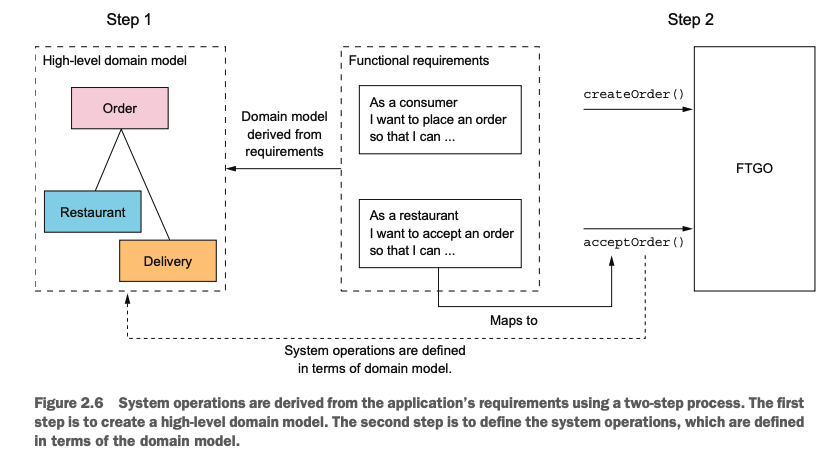 Step 1
Step 2
High-level domain model
Order
Restaurant
Delivery
Domain model
derived from
requirements
Functional requirements
As a consumer
I want to place an order
so that I can ...
As a restaurant
I want to accept an order
so that I can ...
createOrder()
acceptOrder()
FTGO
Maps to
System operations are defined
in terms of domain model.
Figure 2.6 System operations are derived from the application's requirements using a two-step process. The first
step is to create a high-level domain model. The second step is to define the system operations, which are defined
in terms of the domain model.